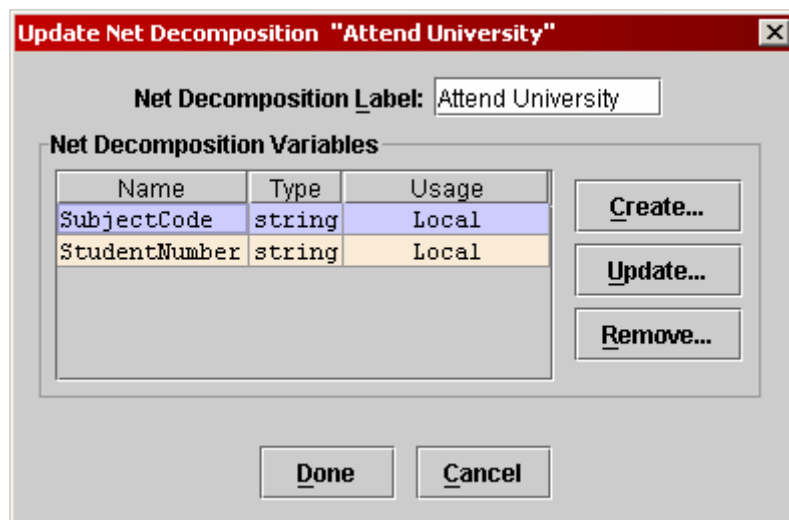 Update Net Decomposition "Attend University"
Net Decomposition Label: Attend University
Net Decomposition Variables
Name Type Usage
SubjectCode string Local
StudentNumber string Local
Create...
Update...
Remove...
Done Cancel